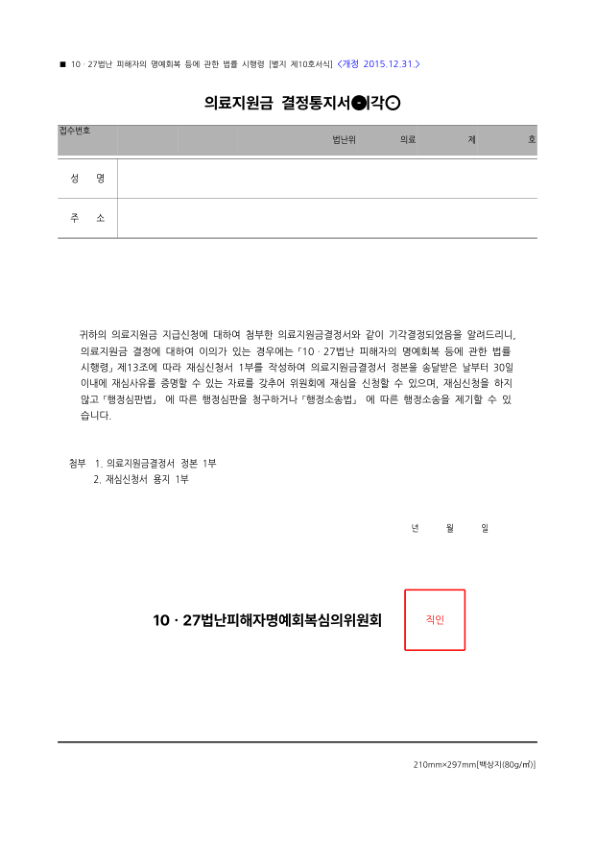 ■ 10ㆍ27법난 피해자의 명예회복 등에 관한 법률 시행령 [별지 제10호서식] <개정 2015.12.31.>
의료지원금 결정통지서 각
접수번호
법난위 의료 제 호
성 명
주 소
귀하의 의료지원금 지급신청에 대하여 첨부한 의료지원금결정서와 같이 기각결정되었음을 알려드리니,
의료지원금 결정에 대하여 이의가 있는 경우에는 「10ㆍ27법난 피해자의 명예회복 등에 관한 법률
시행령」 제13조에 따라 재심신청서 1부를 작성하여 의료지원금결정서 정본을 송달받은 날부터 30일
이내에 재심사유를 증명할 수 있는 자료를 갖추어 위원회에 재심을 신청할 수 있으며, 재심신청을 하지
않고 「행정심판법」 에 따른 행정심판을 청구하거나 「행정소송법」 에 따른 행정소송을 제기할 수 있
습니다.
첨부 1. 의료지원금결정서 정본 1부
2. 재심신청서 용지 1부
년 월 일
10ㆍ27법난피해자명예회복심의위원회
직인
210mm×297mm[백상지(80g/㎡)]